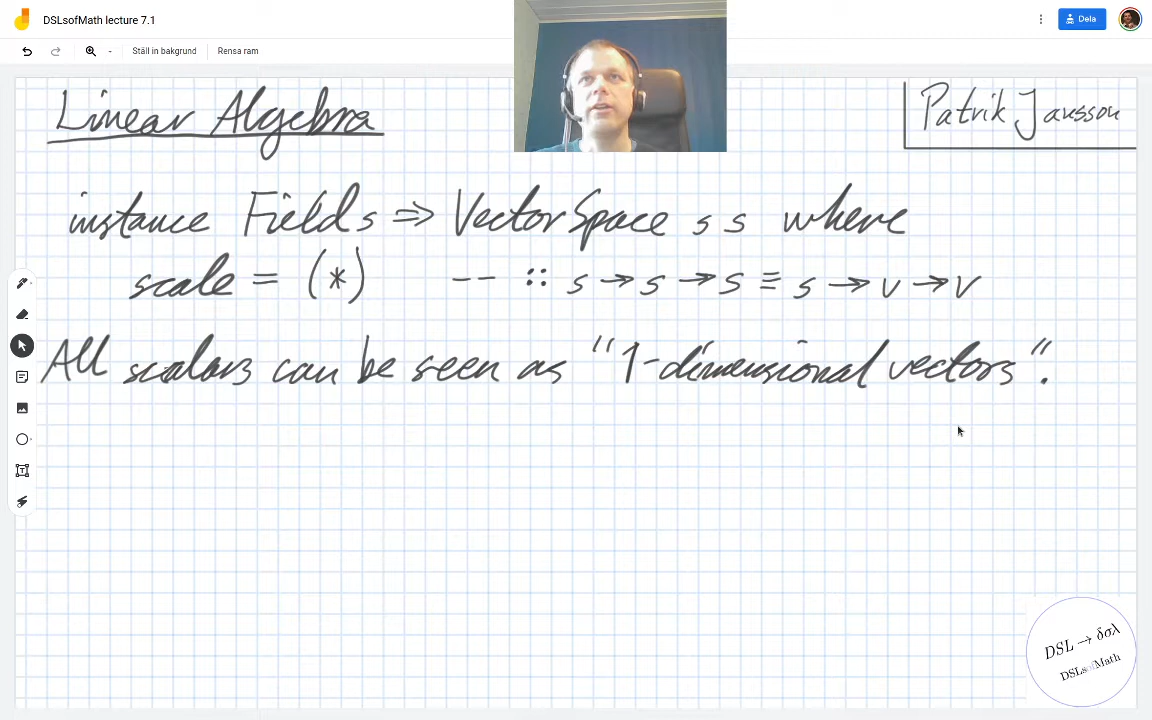 DSLsofMath lecture 7.1
Dela
Ställ in bakgrund
Rensa ram
Linear Algebra
Patrik Jansson
instance Field s => VectorSpace s s where
scale = (*) -- :: s → s → s ≡ s → v → v
All scalars can be seen as "1-dimensional vectors".
DSL → δσλ
DSLsofMath